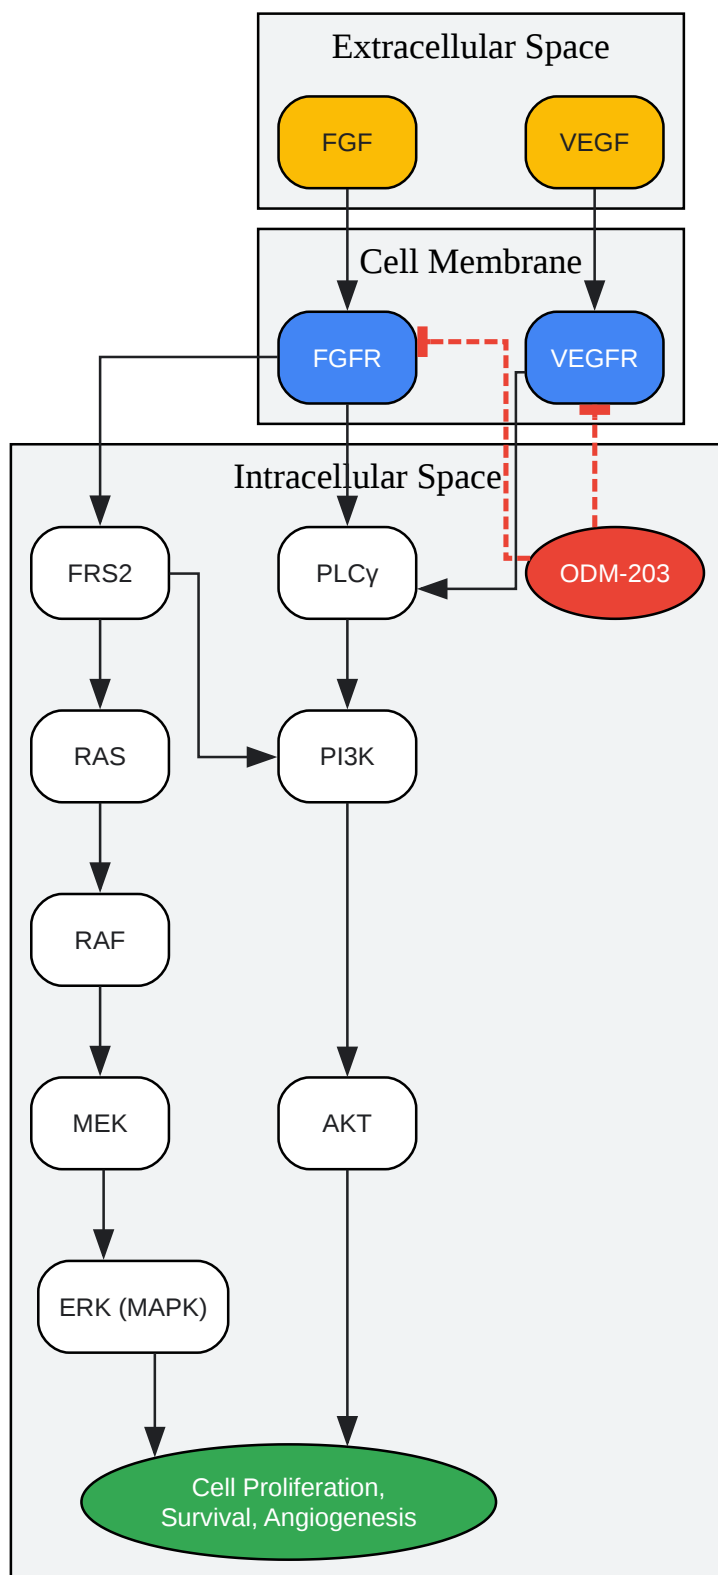 Extracellular Space
FGF
VEGF
Cell Membrane
FGFR
VEGFR
Intracellular Space
FRS2
PLCγ
ODM-203
RAS
PI3K
RAF
MEK
AKT
ERK (MAPK)
Cell Proliferation,
Survival, Angiogenesis